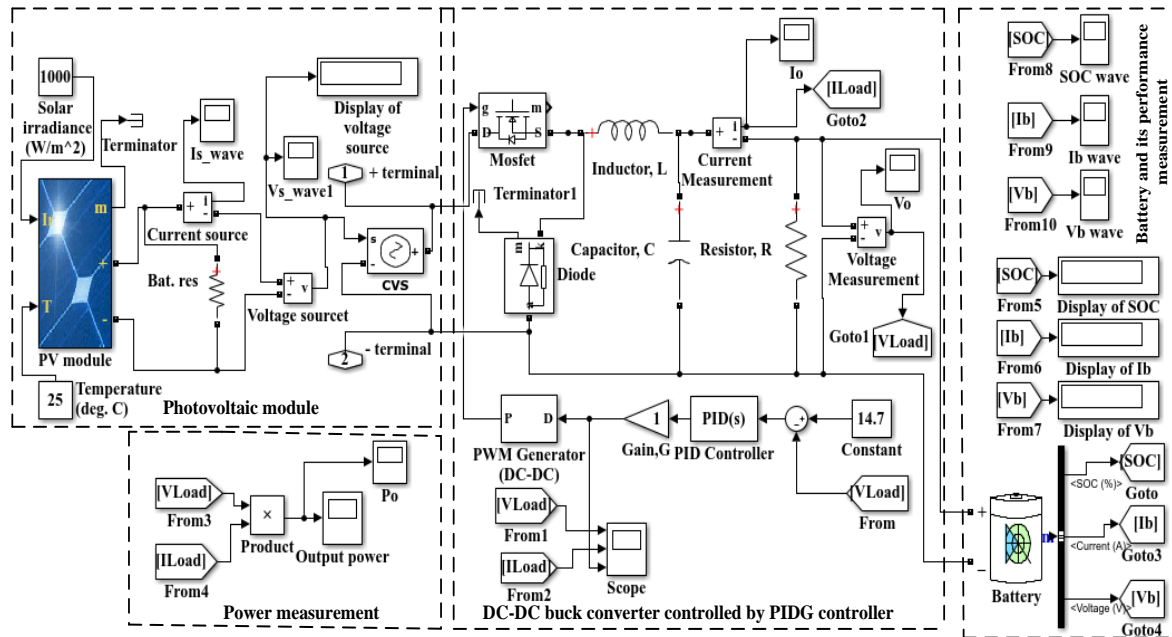 1000
Solar
irradiance
(W/m^2)
Terminator
Is_wave
Ir
m
T
+
-
PV module
25
Temperature
(deg. C)
i
+
-
Current source
Bat. res
+
-
v
Voltage sourcet
Display of
voltage
source
Vs_wave1
1
+ terminal
s
-
+
CVS
2
- terminal
Photovoltaic module
[VLoad]
From3
[ILoad]
From4
×
Product
Po
Output power
Power measurement
g
m
D
S
Mosfet
Terminator1
m
k
Diode
Inductor, L
Capacitor, C
Resistor, R
+
-
i
Current
Measurement
Io
[ILoad]
Goto2
Vo
+
-
v
Voltage
Measurement
Goto1
[VLoad]
P
D
PWM Generator
(DC-DC)
1
Gain,G
PID(s)
PID Controller
-+
14.7
Constant
[VLoad]
From
[VLoad]
From1
[ILoad]
From2
Scope
DC-DC buck converter controlled by PIDG controller
Battery and its performance
measurement
[SOC]
From8
SOC wave
[Ib]
From9
Ib wave
[Vb]
From10
Vb wave
[SOC]
From5
Display of SOC
[Ib]
From6
Display of Ib
[Vb]
From7
Display of Vb
+
m
_
Battery
<SOC (%)>
[SOC]
Goto
<Current (A)>
[Ib]
Goto3
<Voltage (V)>
[Vb]
Goto4